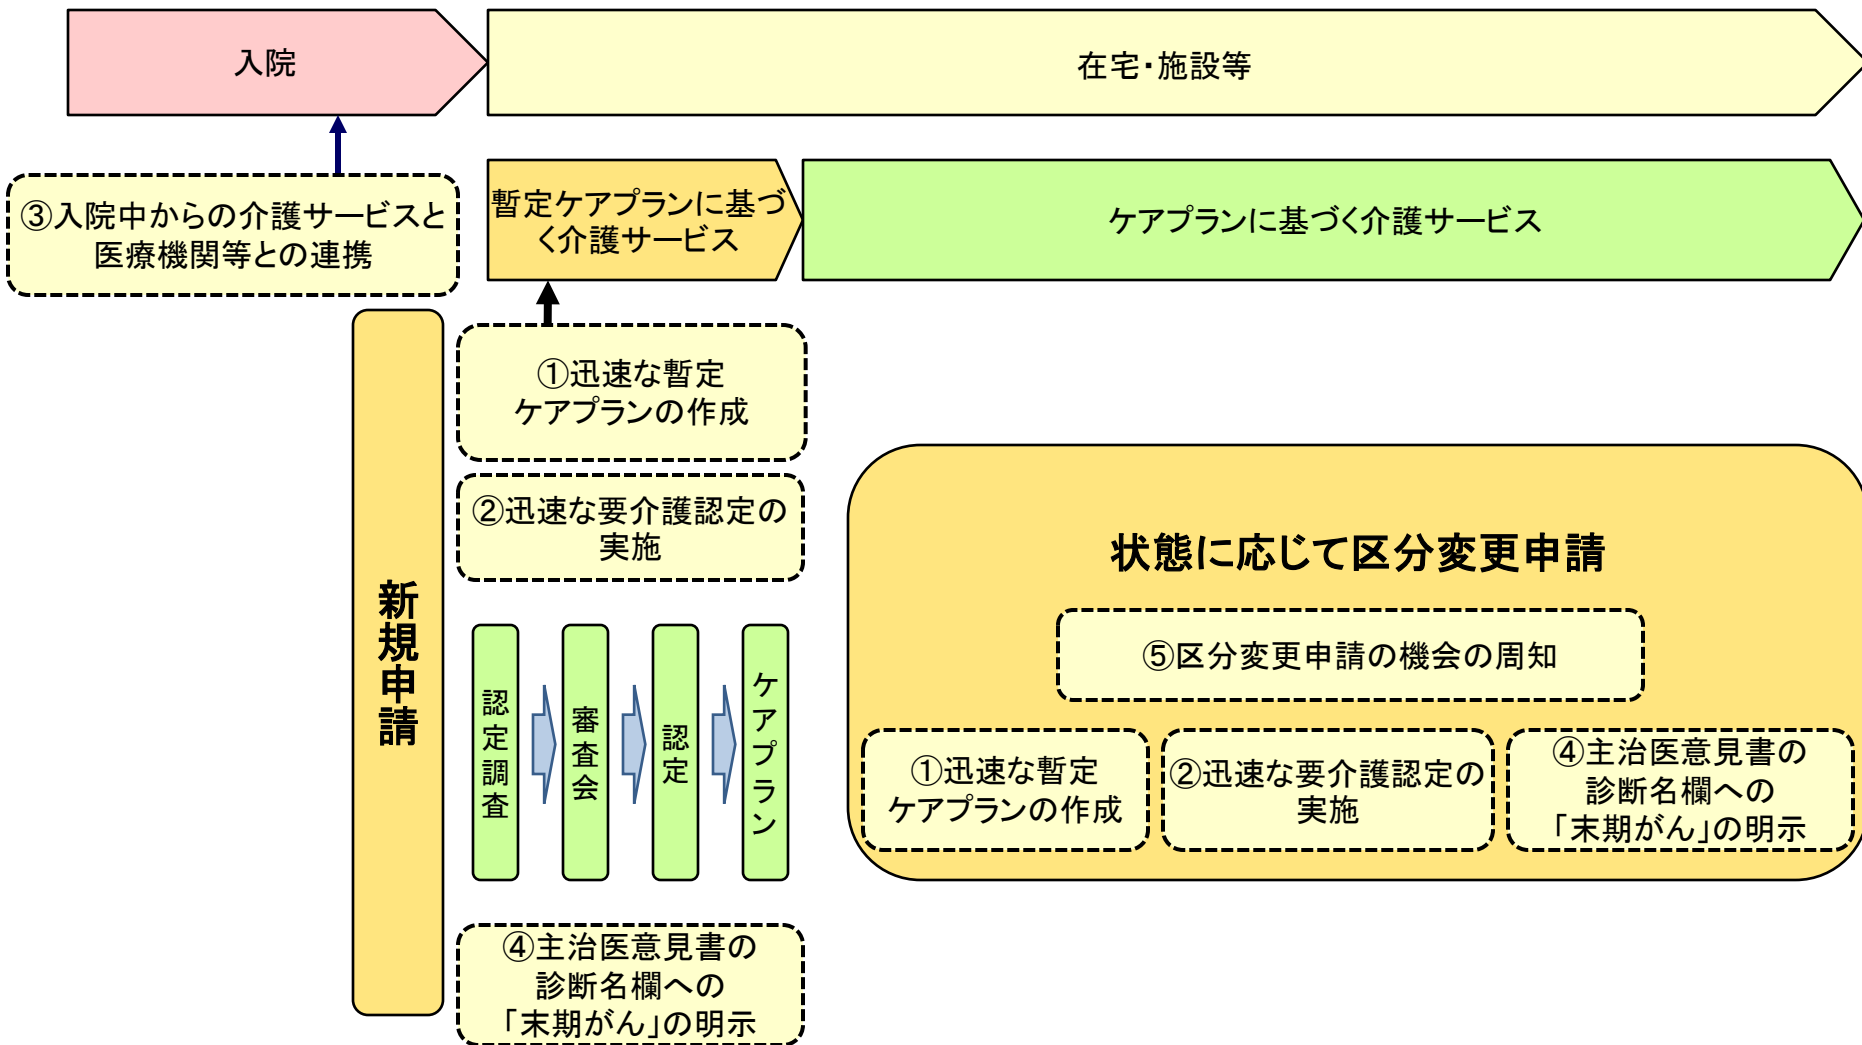 入院
在宅・施設等
③入院中からの介護サービスと
医療機関等との連携
暫定ケアプランに基づ
く介護サービス
ケアプランに基づく介護サービス
新規申請
①迅速な暫定
ケアプランの作成
②迅速な要介護認定の
実施
認定調査
審査会
認定
ケアプラン
④主治医意見書の
診断名欄への
「末期がん」の明示
状態に応じて区分変更申請
⑤区分変更申請の機会の周知
①迅速な暫定
ケアプランの作成
②迅速な要介護認定の
実施
④主治医意見書の
診断名欄への
「末期がん」の明示